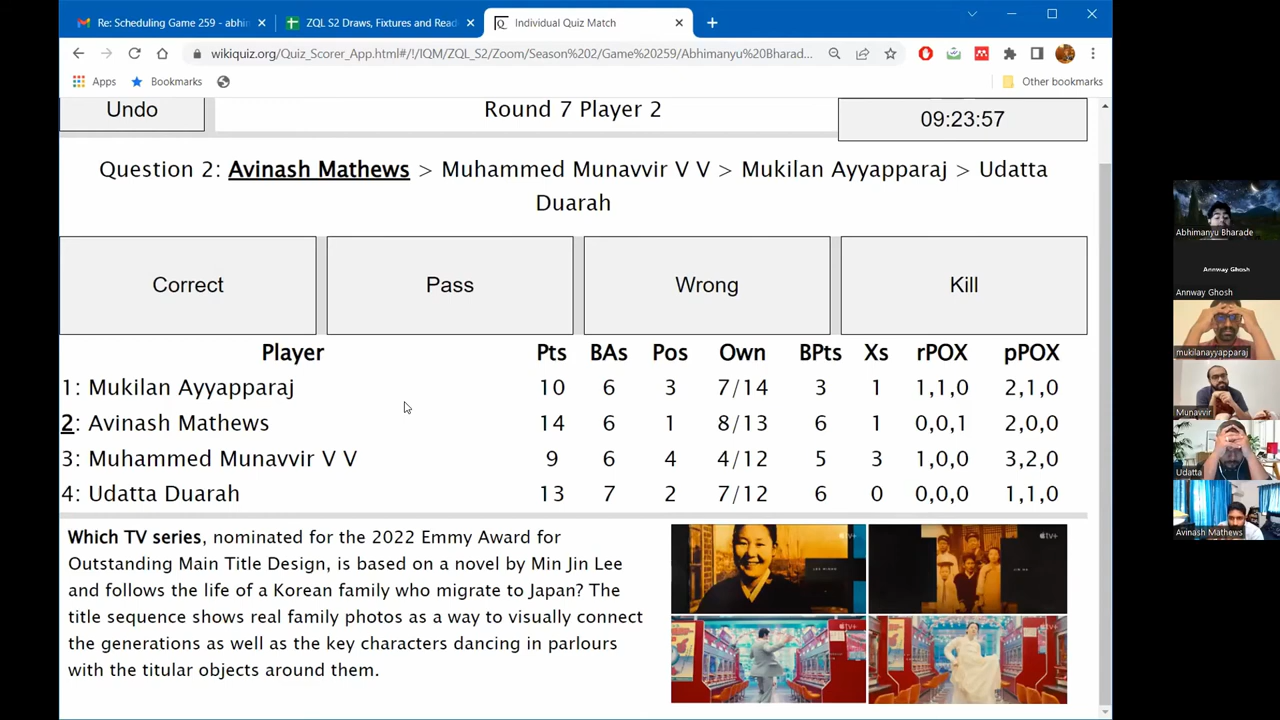 Re: Scheduling Game 259 - abhin
ZQL S2 Draws, Fixtures and Read
Individual Quiz Match
wikiquiz.org/Quiz_Scorer_App.html#/!/IQM/ZQL_S2/Zoom/Season%202/Game%20259/Abhimanyu%20Bharad...
Apps
Bookmarks
Other bookmarks
Undo
Round 7 Player 2
09:23:57
Question 2: Avinash Mathews > Muhammed Munavvir V V > Mukilan Ayyapparaj > Udatta
Duarah
Correct
Pass
Wrong
Kill
Player Pts BAs Pos Own BPts Xs rPOX pPOX
1: Mukilan Ayyapparaj 10 6 3 7/14 3 1 1,1,0 2,1,0
2: Avinash Mathews 14 6 1 8/13 6 1 0,0,1 2,0,0
3: Muhammed Munavvir V V 9 6 4 4/12 5 3 1,0,0 3,2,0
4: Udatta Duarah 13 7 2 7/12 6 0 0,0,0 1,1,0
Which TV series, nominated for the 2022 Emmy Award for
Outstanding Main Title Design, is based on a novel by Min Jin Lee
and follows the life of a Korean family who migrate to Japan? The
title sequence shows real family photos as a way to visually connect
the generations as well as the key characters dancing in parlours
with the titular objects around them.
tv+
LEE MINHO
tv+
JIN HA
tv+
tv+
Abhimanyu Bharade
Annway Ghosh
Annway Ghosh
mukilanayyapparaj
Munavvir
Udatta
Avinash Mathews